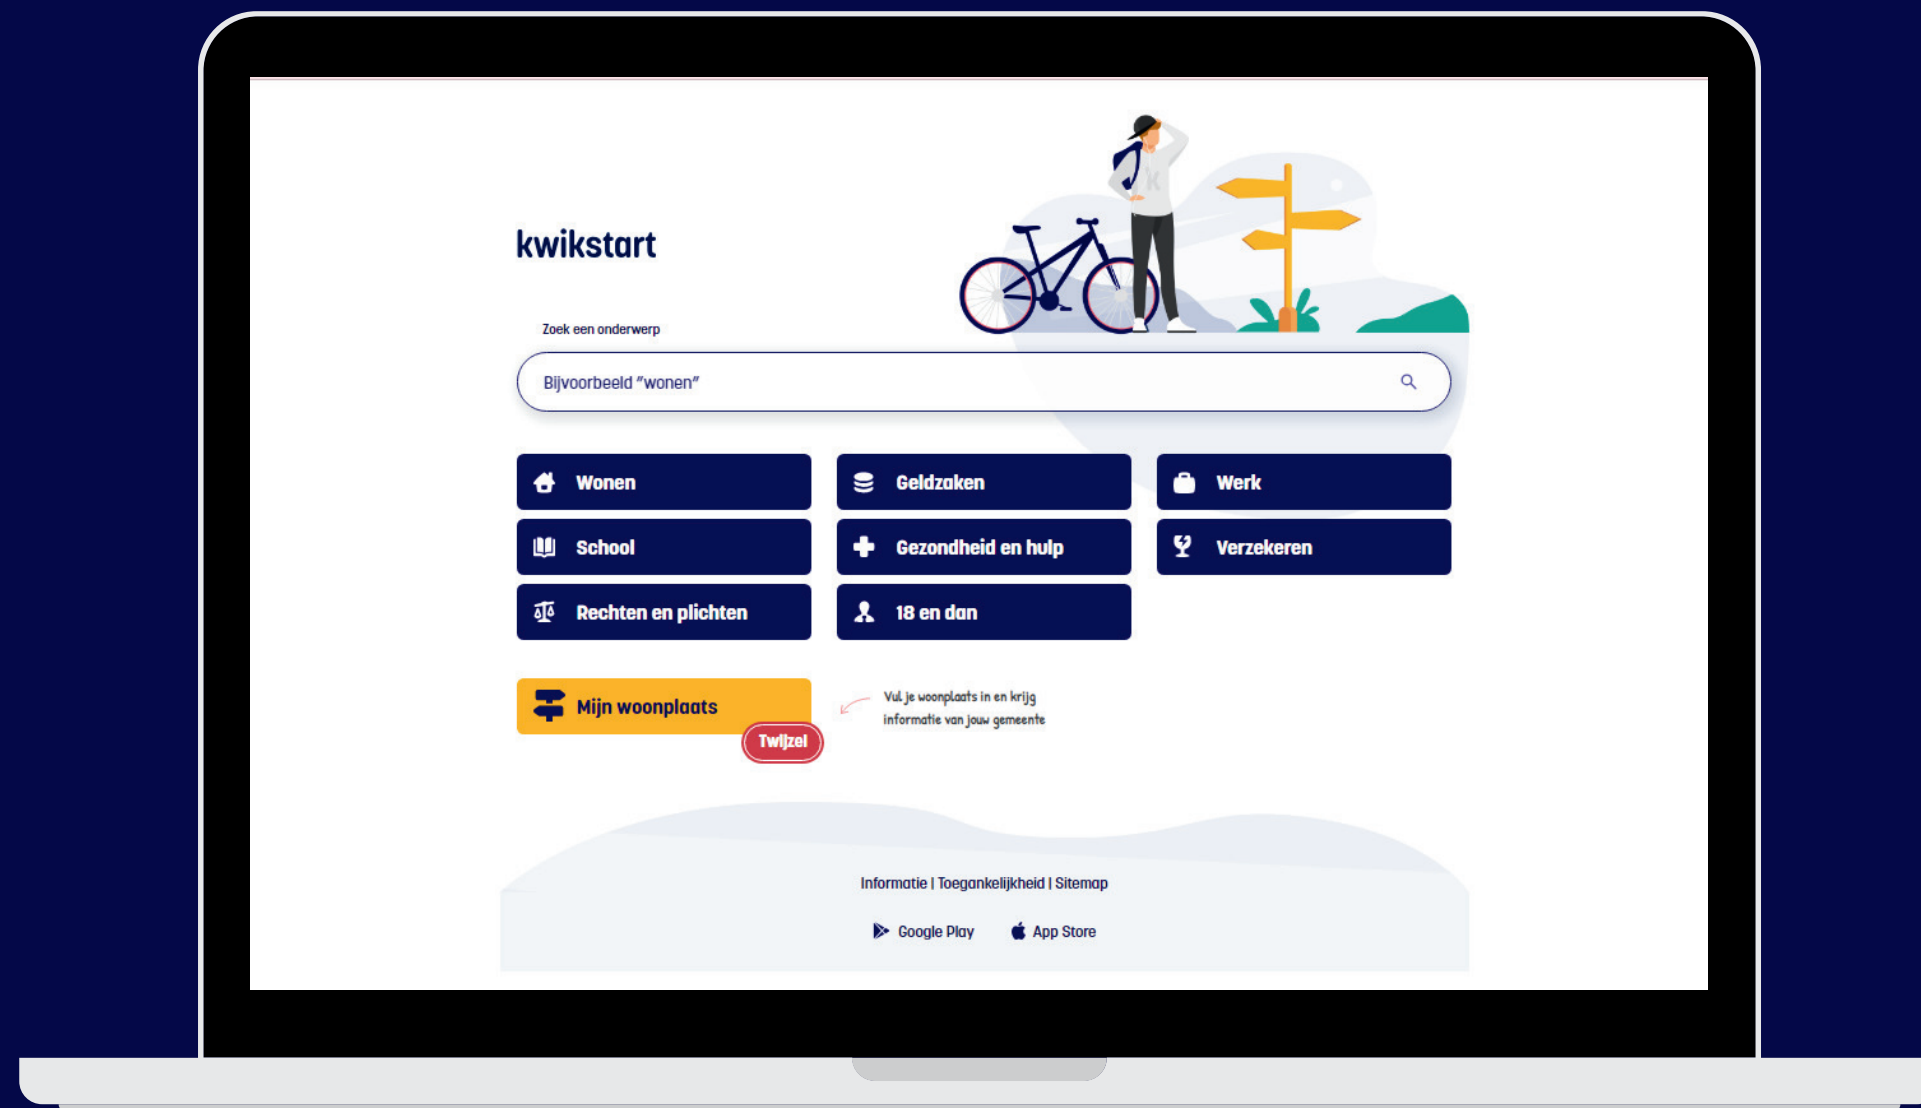 kwikstart
Zoek een onderwerp
Bijvoorbeeld "wonen"
Wonen
Geldzaken
Werk
School
Gezondheid en hulp
Verzekeren
Rechten en plichten
18 en dan
Mijn woonplaats
Twijzel
Vul je woonplaats in en krijg
informatie van jouw gemeente
Informatie | Toegankelijkheid | Sitemap
Google Play
App Store
K